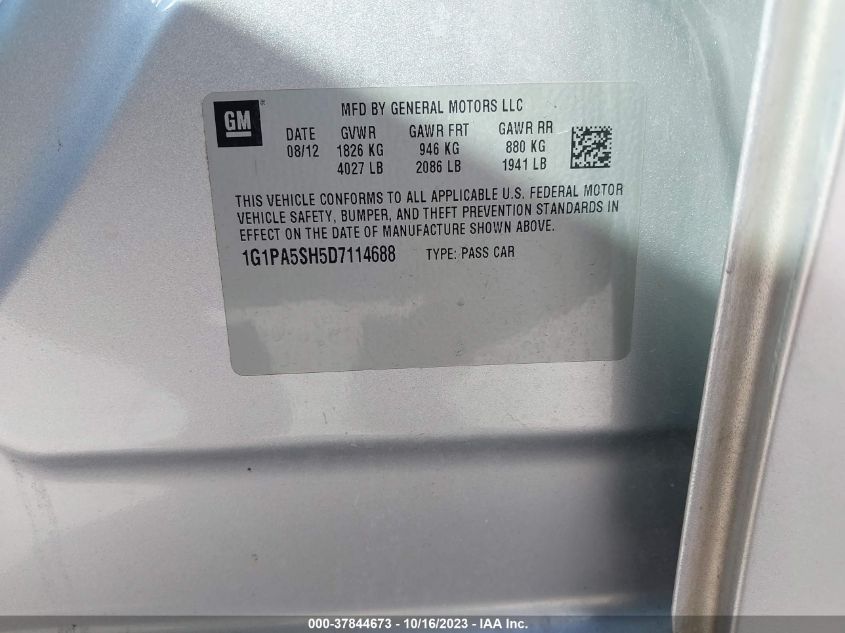 GM
MFD BY GENERAL MOTORS LLC
DATE GVWR GAWR FRT GAWR RR
08/12 1826 KG 946 KG 880 KG
4027 LB 2086 LB 1941 LB
THIS VEHICLE CONFORMS TO ALL APPLICABLE U.S. FEDERAL MOTOR
VEHICLE SAFETY, BUMPER, AND THEFT PREVENTION STANDARDS IN
EFFECT ON THE DATE OF MANUFACTURE SHOWN ABOVE.
1G1PA5SH5D7114688 TYPE: PASS CAR
000-37844673 - 10/16/2023 - IAA Inc.